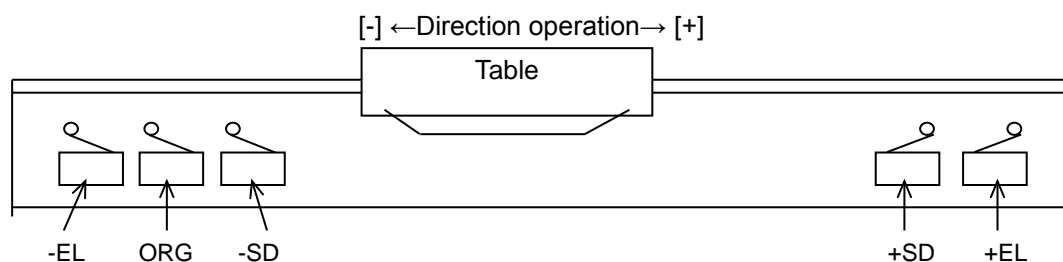 [-] ←Direction operation→ [+]
Table
-EL ORG -SD +SD +EL